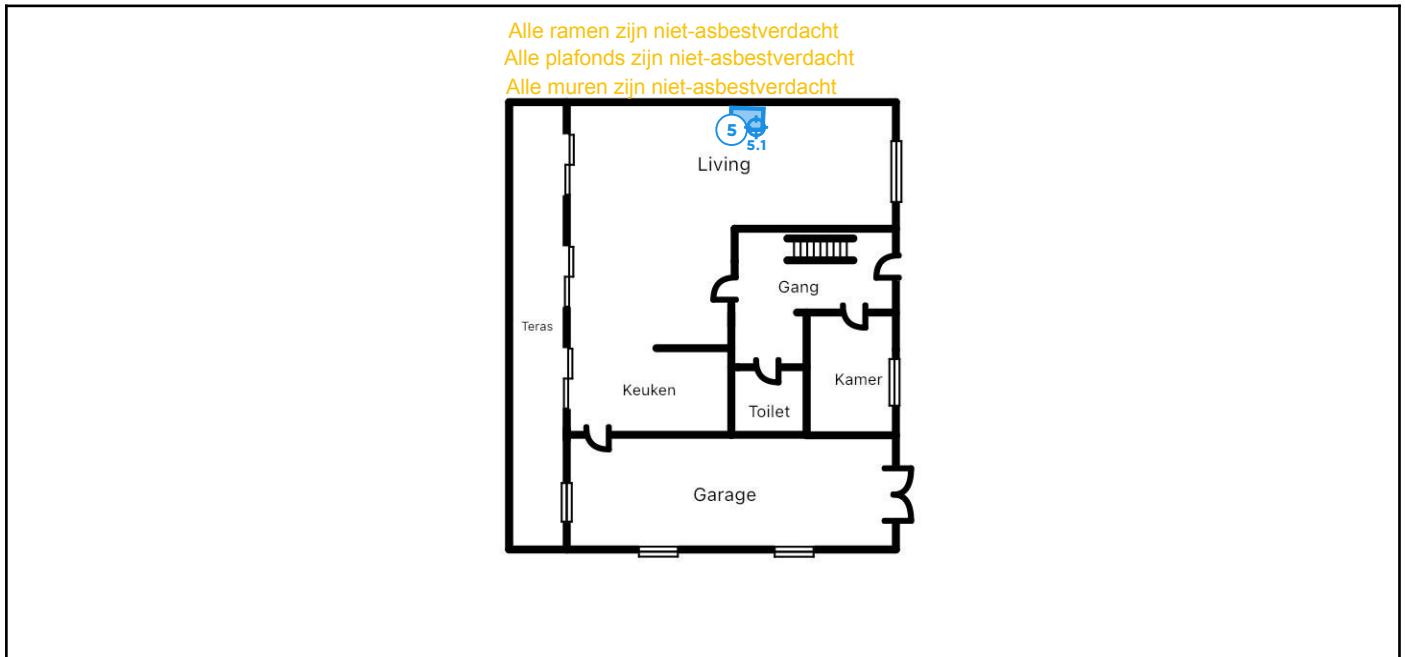 Alle ramen zijn niet-asbestverdacht
Alle plafonds zijn niet-asbestverdacht
Alle muren zijn niet-asbestverdacht
5
5.1
Living
Gang
Teras
Kamer
Keuken
Toilet
Garage